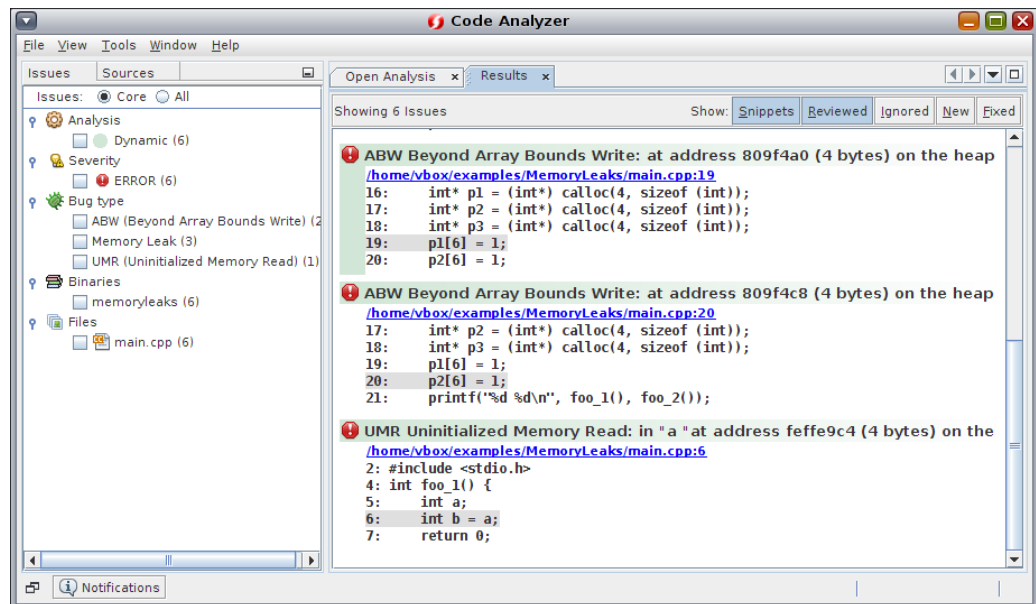 Code Analyzer
File View Tools Window Help
Issues Sources
Issues: Core All
Analysis
Dynamic (6)
Severity
ERROR (6)
Bug type
ABW (Beyond Array Bounds Write) (2
Memory Leak (3)
UMR (Uninitialized Memory Read) (1)
Binaries
memoryleaks (6)
Files
main.cpp (6)
Open Analysis x Results x
Showing 6 Issues Show: Snippets Reviewed Ignored New Fixed
ABW Beyond Array Bounds Write: at address 809f4a0 (4 bytes) on the heap
/home/vbox/examples/MemoryLeaks/main.cpp:19
16: int* p1 = (int*) calloc(4, sizeof (int));
17: int* p2 = (int*) calloc(4, sizeof (int));
18: int* p3 = (int*) calloc(4, sizeof (int));
19: p1[6] = 1;
20: p2[6] = 1;
ABW Beyond Array Bounds Write: at address 809f4c8 (4 bytes) on the heap
/home/vbox/examples/MemoryLeaks/main.cpp:20
17: int* p2 = (int*) calloc(4, sizeof (int));
18: int* p3 = (int*) calloc(4, sizeof (int));
19: p1[6] = 1;
20: p2[6] = 1;
21: printf("%d %d\n", foo_1(), foo_2());
UMR Uninitialized Memory Read: in "a "at address feffe9c4 (4 bytes) on the
/home/vbox/examples/MemoryLeaks/main.cpp:6
2: #include <stdio.h>
4: int foo_1() {
5: int a;
6: int b = a;
7: return 0;
Notifications